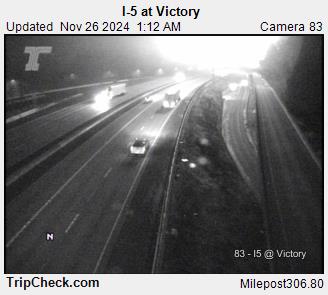 I-5 at Victory
Updated Nov 26 2024 1:12 AM Camera 83
T
N
83 - I5 @ Victory
TripCheck.com Milepost306.80